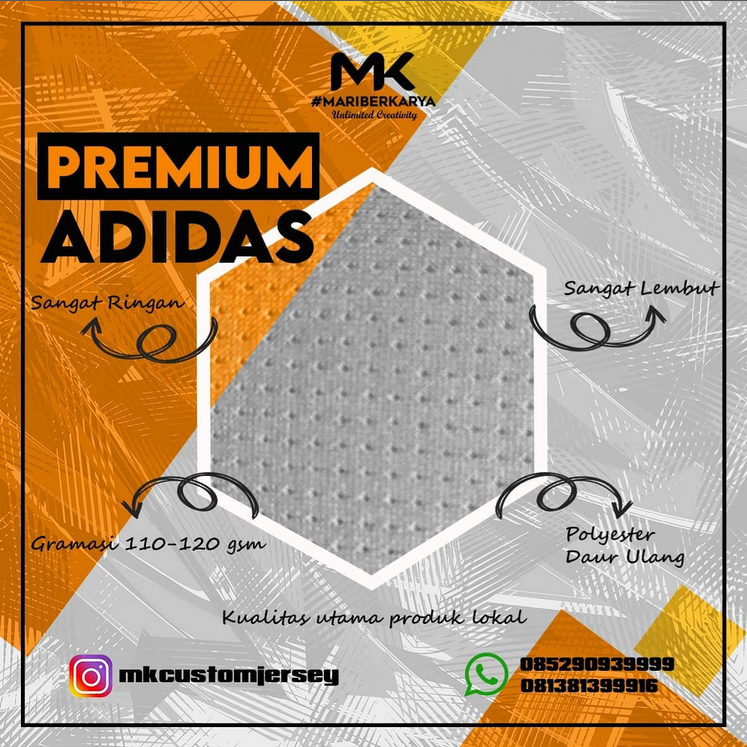 MK
#MARIBERKARYA
Unlimited Creativity
PREMIUM
ADIDAS
Sangat Ringan
Sangat Lembut
Gramasi 110-120 gsm
Polyester
Daur Ulang
Kualitas utama produk lokal
mkcustomjersey
085290939999
081381399916